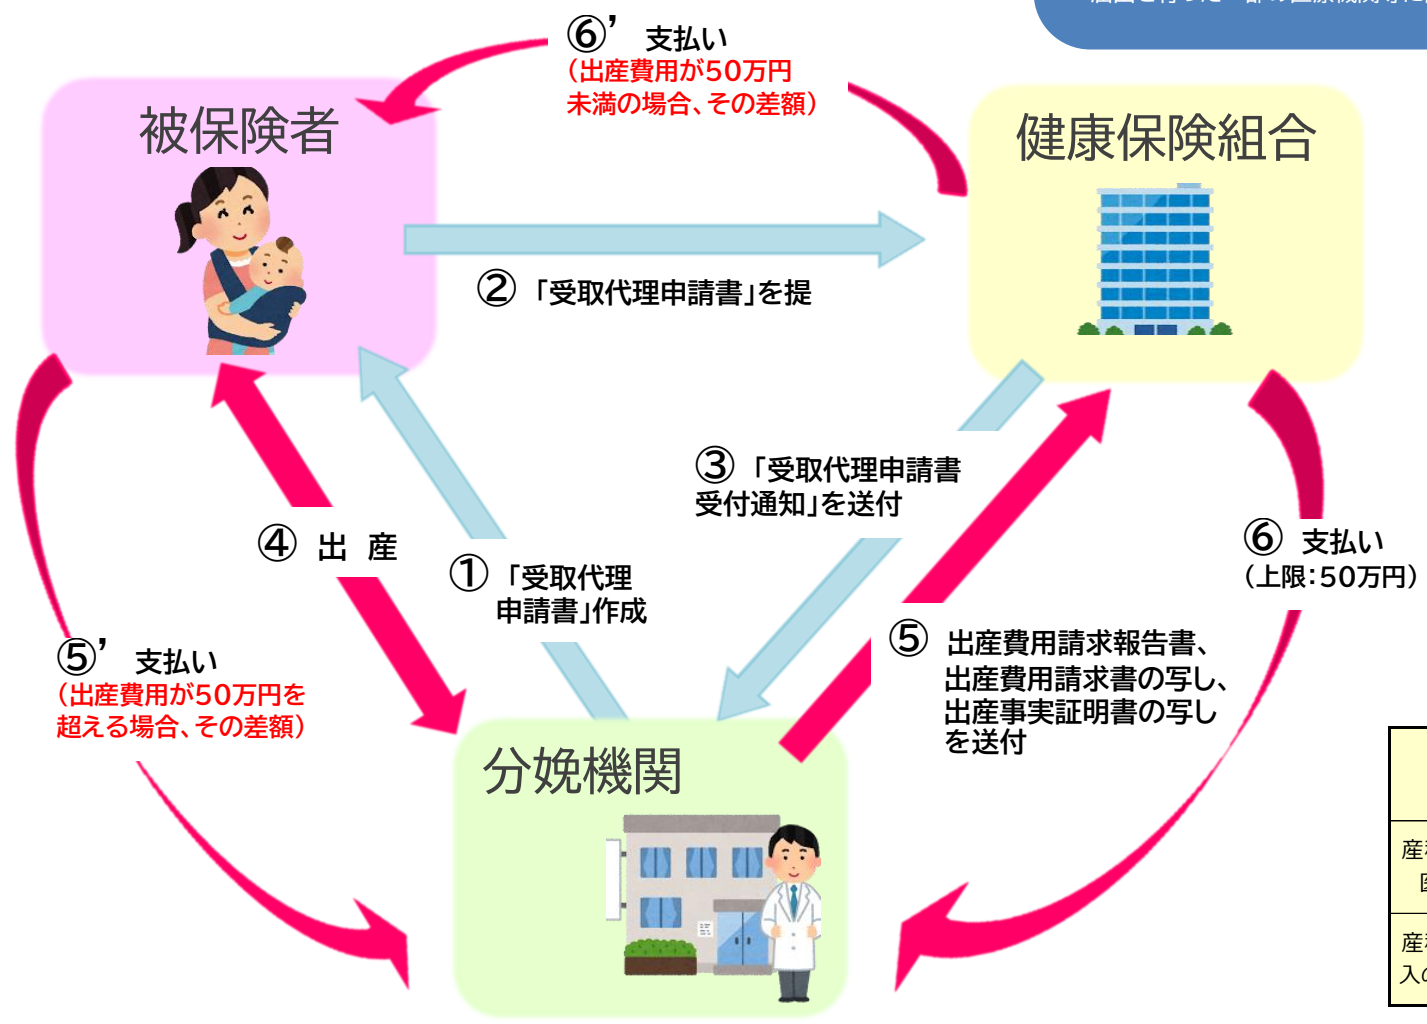 ⑥’ 支払い
（出産費用が50万円
未満の場合、その差額）
被保険者
健康保険組合
②「受取代理申請書」を提
③「受取代理申請書
受付通知」を送付
④ 出 産
①「受取代理
申請書」作成
⑥ 支払い
（上限：50万円）
⑤’ 支払い
（出産費用が50万円を
超える場合、その差額）
⑤ 出産費用請求報告書、
出産費用請求書の写し、
出産事実証明書の写し
を送付
分娩機関
産
医
産
入の